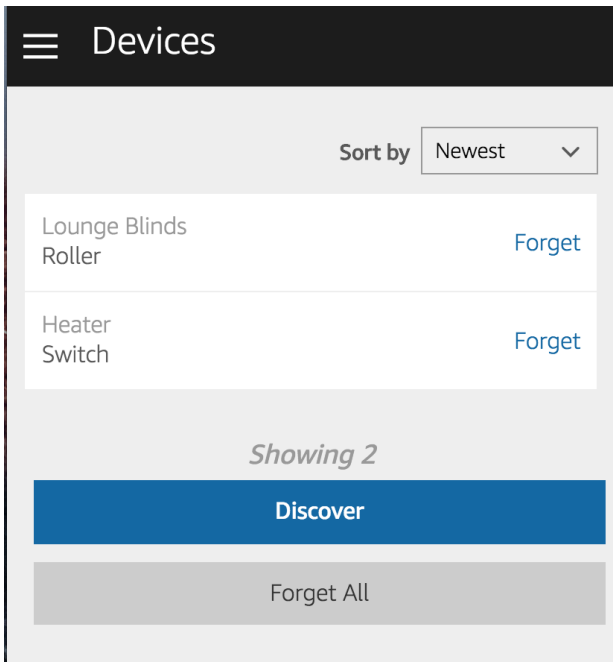 Devices
Sort by Newest
Lounge Blinds
Roller
Forget
Heater
Switch
Forget
Showing 2
Discover
Forget All